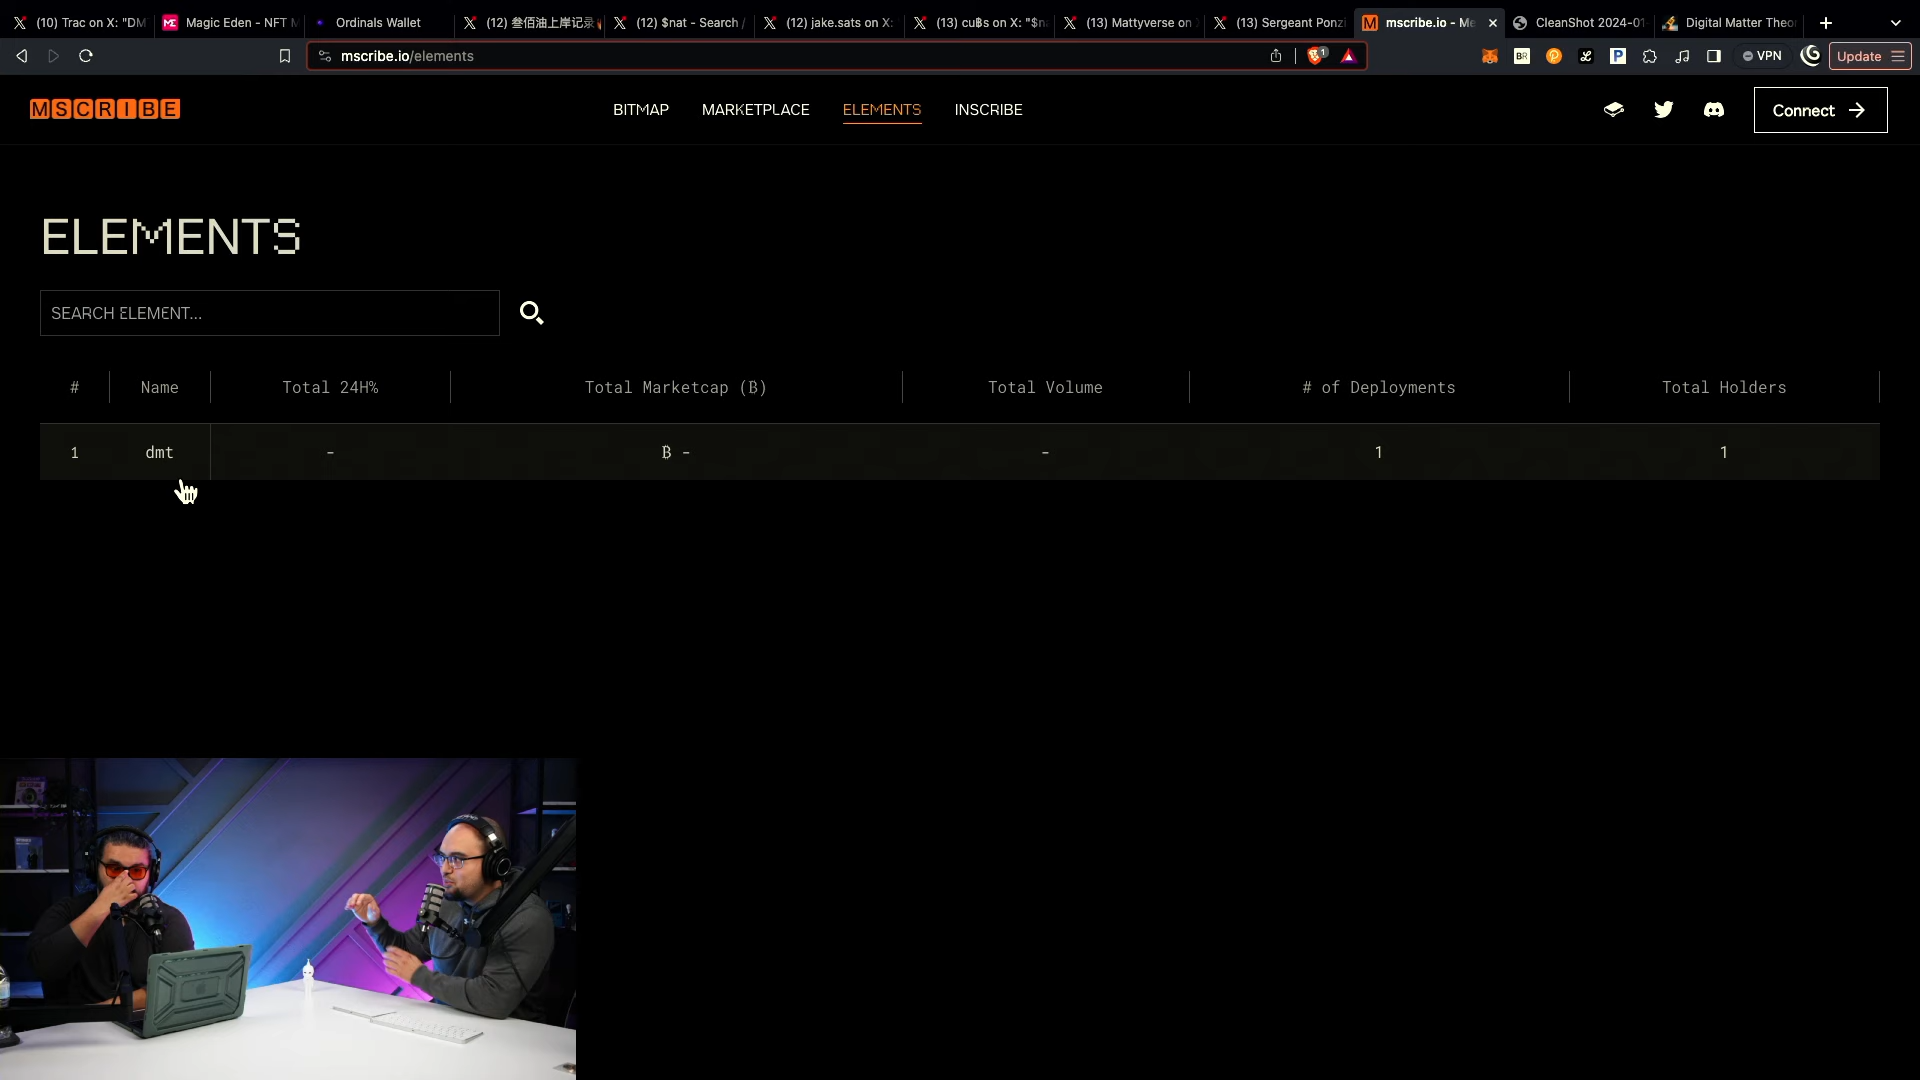 (10) Trac on X: "DM
Magic Eden - NFT M
Ordinals Wallet
(12) 叁佰油上岸记录
(12) $nat - Search /
(12) jake.sats on X:
(13) cu₿s on X: "$n
(13) Mattyverse on
(13) Sergeant Ponzi
mscribe.io - Me
CleanShot 2024-01
Digital Matter Theo
mscribe.io/elements
1
BR
VPN
Update
MSCRIBE
BITMAP
MARKETPLACE
ELEMENTS
INSCRIBE
Connect
ELEMENTS
SEARCH ELEMENT...
# Name Total 24H% Total Marketcap (₿) Total Volume # of Deployments Total Holders
1 dmt - ₿ - - 1 1